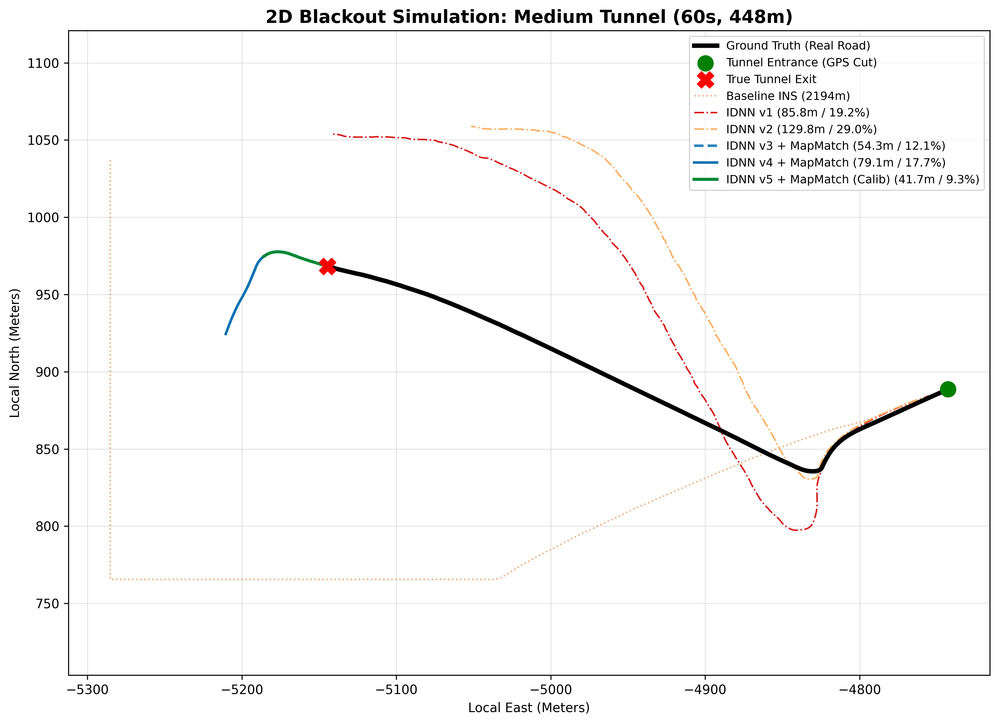 2D Blackout Simulation: Medium Tunnel (60s, 448m)
Ground Truth (Real Road)
Tunnel Entrance (GPS Cut)
True Tunnel Exit
Baseline INS (2194m)
IDNN v1 (85.8m / 19.2%)
IDNN v2 (129.8m / 29.0%)
IDNN v3 + MapMatch (54.3m / 12.1%)
IDNN v4 + MapMatch (79.1m / 17.7%)
IDNN v5 + MapMatch (Calib) (41.7m / 9.3%)
Local North (Meters)
1100
1050
1000
950
900
850
800
750
−5300
−5200
−5100
−5000
−4900
−4800
Local East (Meters)